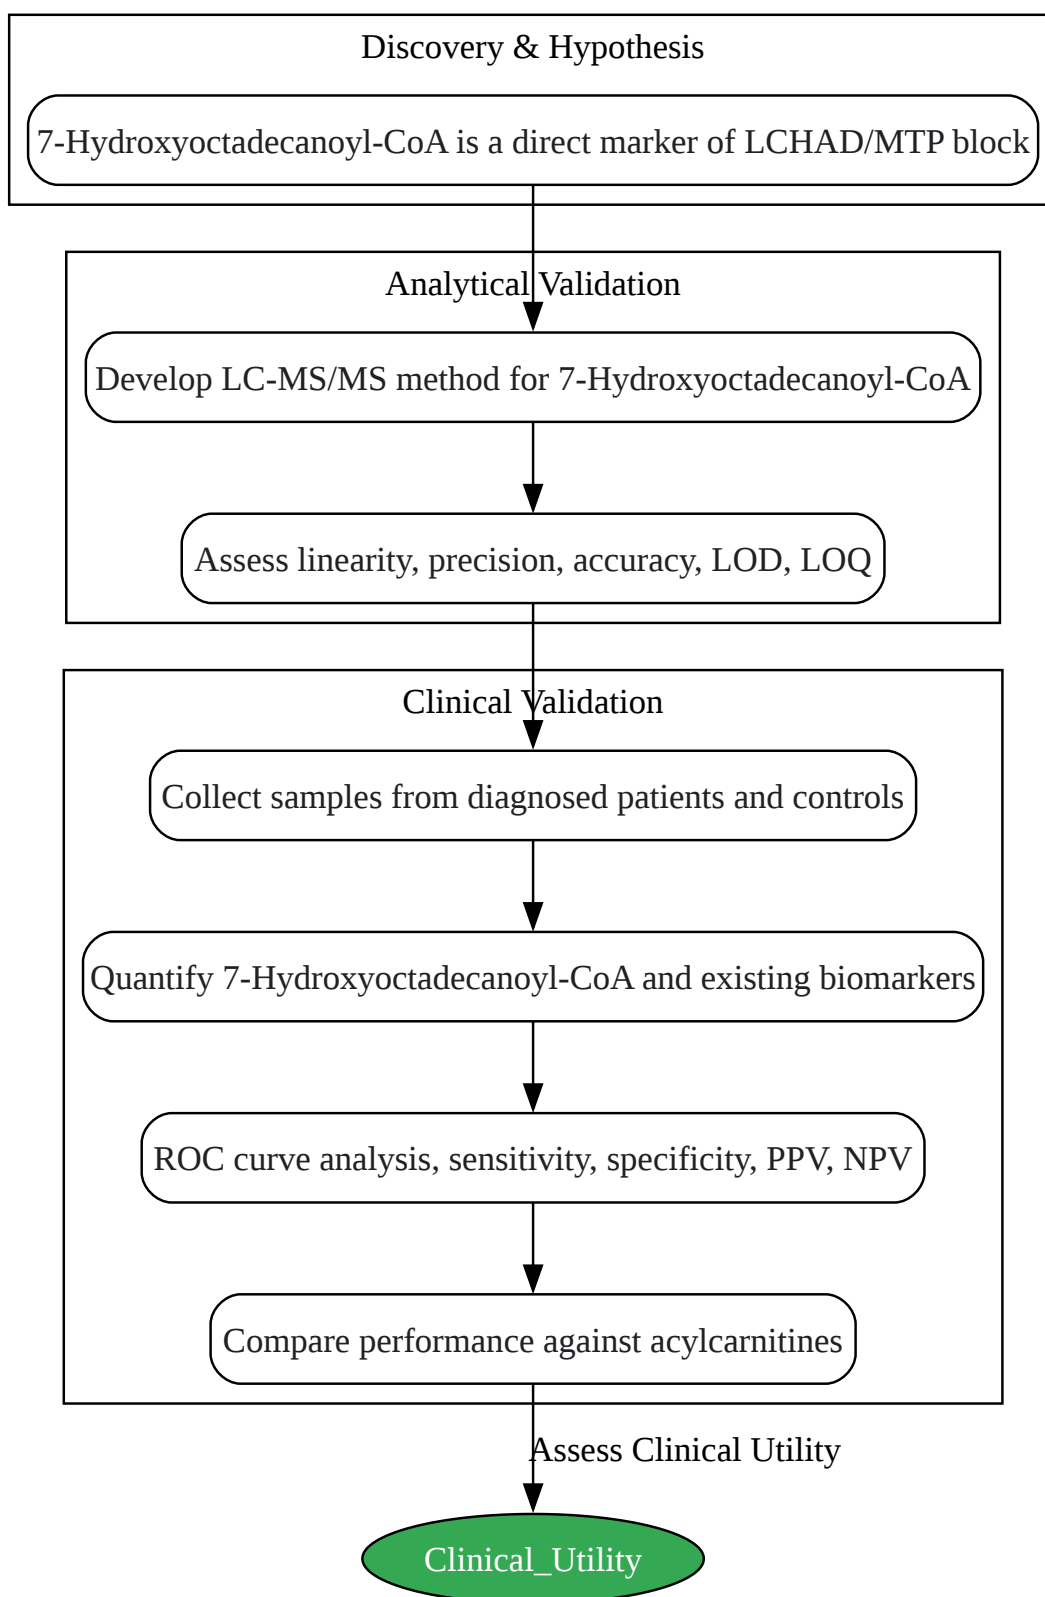 Discovery & Hypothesis
7-Hydroxyoctadecanoyl-CoA is a direct marker of LCHAD/MTP block
Analytical Validation
Develop LC-MS/MS method for 7-Hydroxyoctadecanoyl-CoA
Assess linearity, precision, accuracy, LOD, LOQ
Clinical Validation
Collect samples from diagnosed patients and controls
Quantify 7-Hydroxyoctadecanoyl-CoA and existing biomarkers
ROC curve analysis, sensitivity, specificity, PPV, NPV
Compare performance against acylcarnitines
Assess Clinical Utility
Clinical_Utility